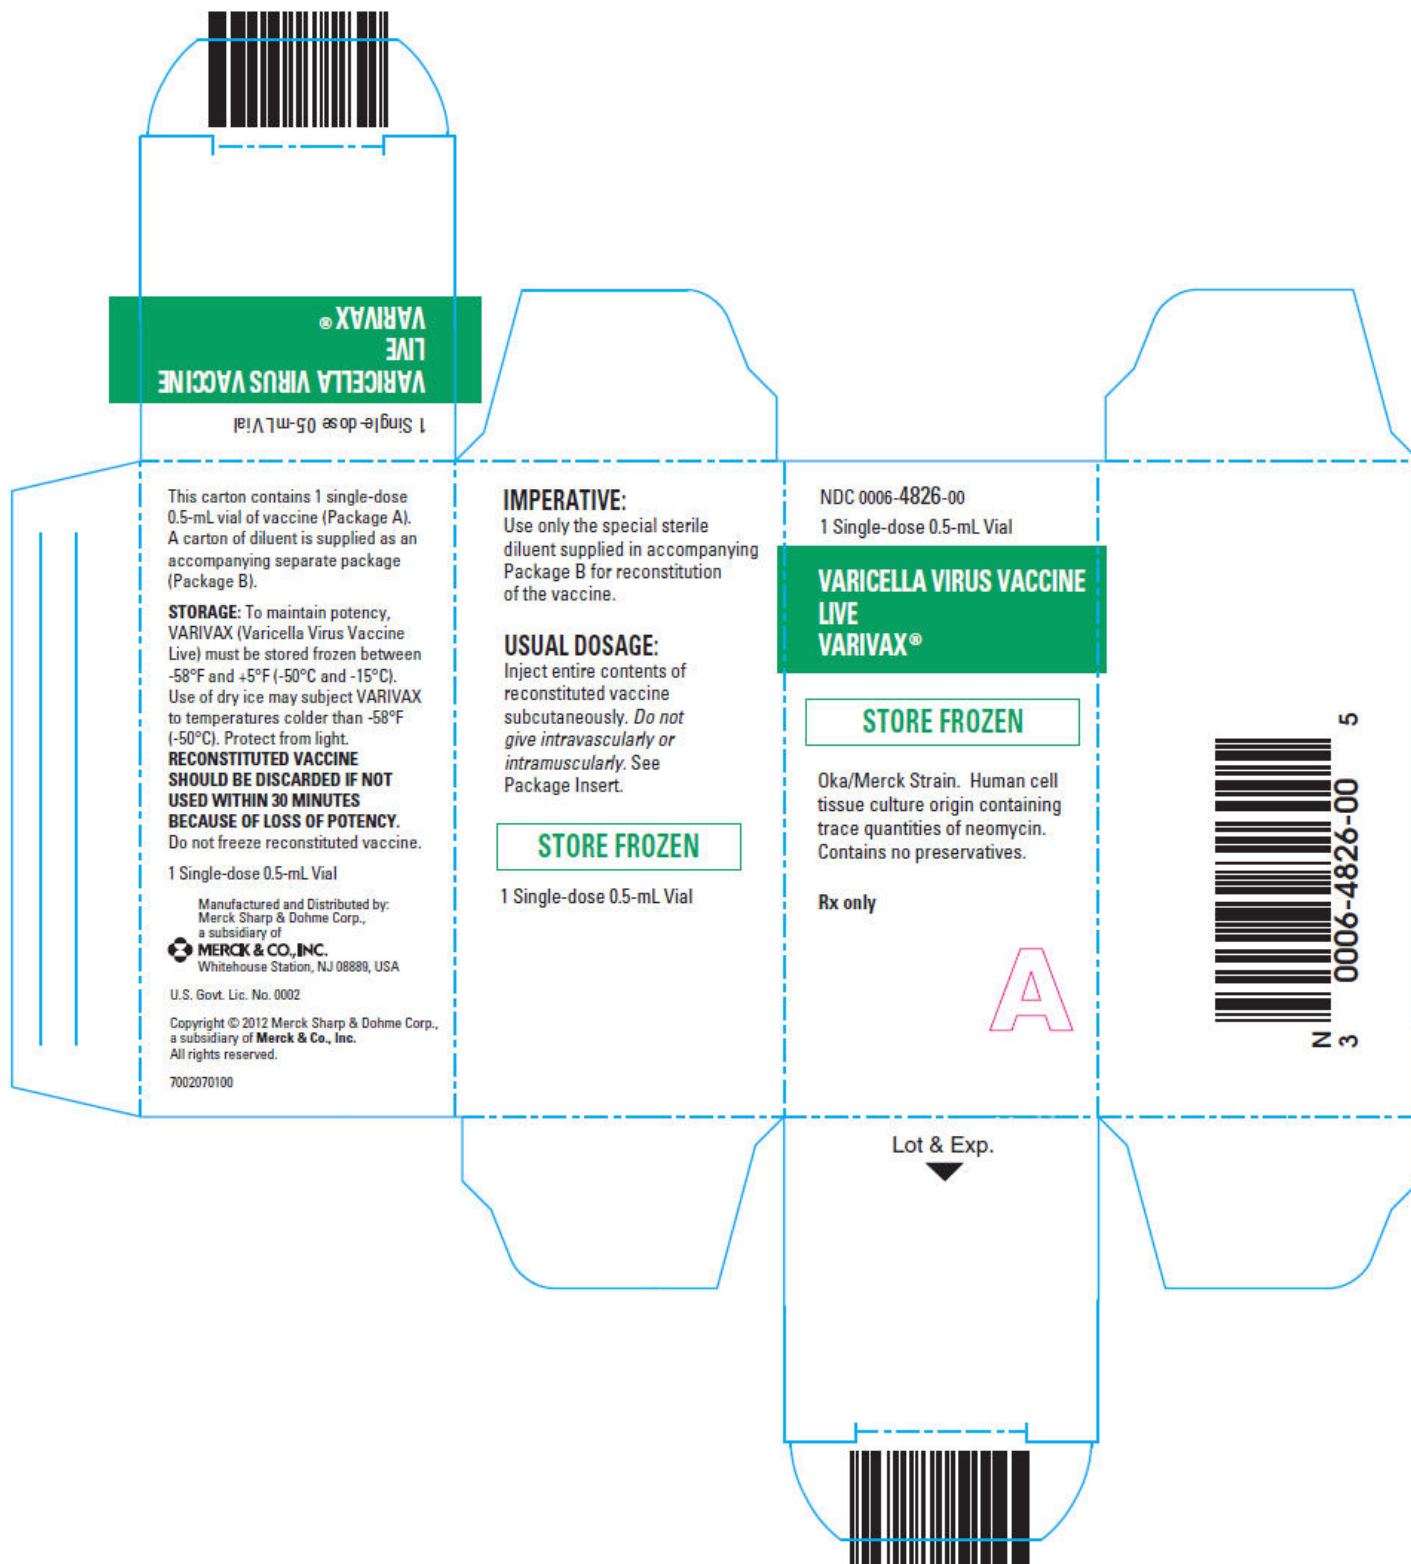 VARICELLA VIRUS VACCINE
LIVE
VARIVAX®
1 Single-dose 0.5-mL Vial
This carton contains 1 single-dose
0.5-mL vial of vaccine (Package A).
A carton of diluent is supplied as an
accompanying separate package
(Package B).
STORAGE: To maintain potency,
VARIVAX (Varicella Virus Vaccine
Live) must be stored frozen between
-58°F and +5°F (-50°C and -15°C).
Use of dry ice may subject VARIVAX
to temperatures colder than -58°F
(-50°C). Protect from light.
RECONSTITUTED VACCINE
SHOULD BE DISCARDED IF NOT
USED WITHIN 30 MINUTES
BECAUSE OF LOSS OF POTENCY.
Do not freeze reconstituted vaccine.
1 Single-dose 0.5-mL Vial
Manufactured and Distributed by:
Merck Sharp & Dohme Corp.,
a subsidiary of
MERCK & CO., INC.
Whitehouse Station, NJ 08889, USA
U.S. Govt. Lic. No. 0002
Copyright © 2012 Merck Sharp & Dohme Corp.,
a subsidiary of Merck & Co., Inc.
All rights reserved.
7002070100
IMPERATIVE:
Use only the special sterile
diluent supplied in accompanying
Package B for reconstitution
of the vaccine.
USUAL DOSAGE:
Inject entire contents of
reconstituted vaccine
subcutaneously. Do not
give intravascularly or
intramuscularly. See
Package Insert.
STORE FROZEN
1 Single-dose 0.5-mL Vial
NDC 0006-4826-00
1 Single-dose 0.5-mL Vial
VARICELLA VIRUS VACCINE
LIVE
VARIVAX®
STORE FROZEN
Oka/Merck Strain. Human cell
tissue culture origin containing
trace quantities of neomycin.
Contains no preservatives.
Rx only
A
Lot & Exp.
N
3 0006-4826-00 5